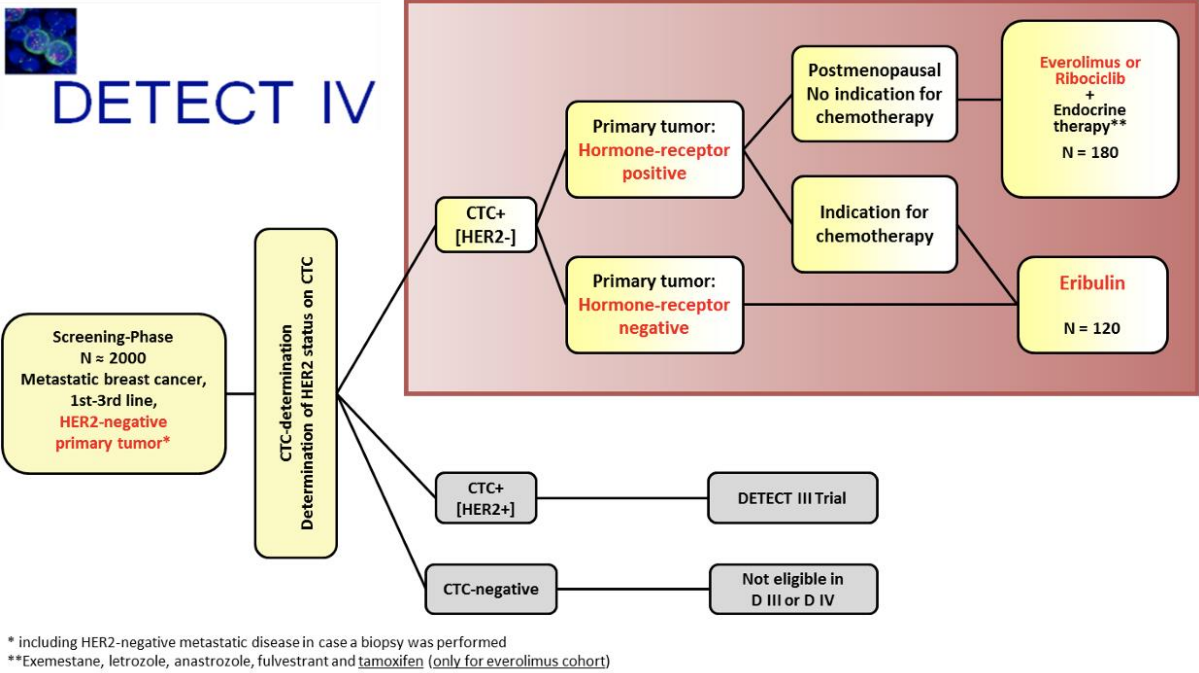 DETECT IV
Screening-Phase
N ≈ 2000
Metastatic breast cancer,
1st-3rd line,
HER2-negative
primary tumor*
CTC-determination
Determination of HER2 status on CTC
CTC+
[HER2-]
Primary tumor:
Hormone-receptor
positive
Postmenopausal
No indication for
chemotherapy
Everolimus or
Ribociclib
+
Endocrine
therapy**
N = 180
Indication for
chemotherapy
Primary tumor:
Hormone-receptor
negative
Eribulin
N = 120
CTC+
[HER2+]
DETECT III Trial
CTC-negative
Not eligible in
D III or D IV
* including HER2-negative metastatic disease in case a biopsy was performed
**Exemestane, letrozole, anastrozole, fulvestrant and tamoxifen (only for everolimus cohort)